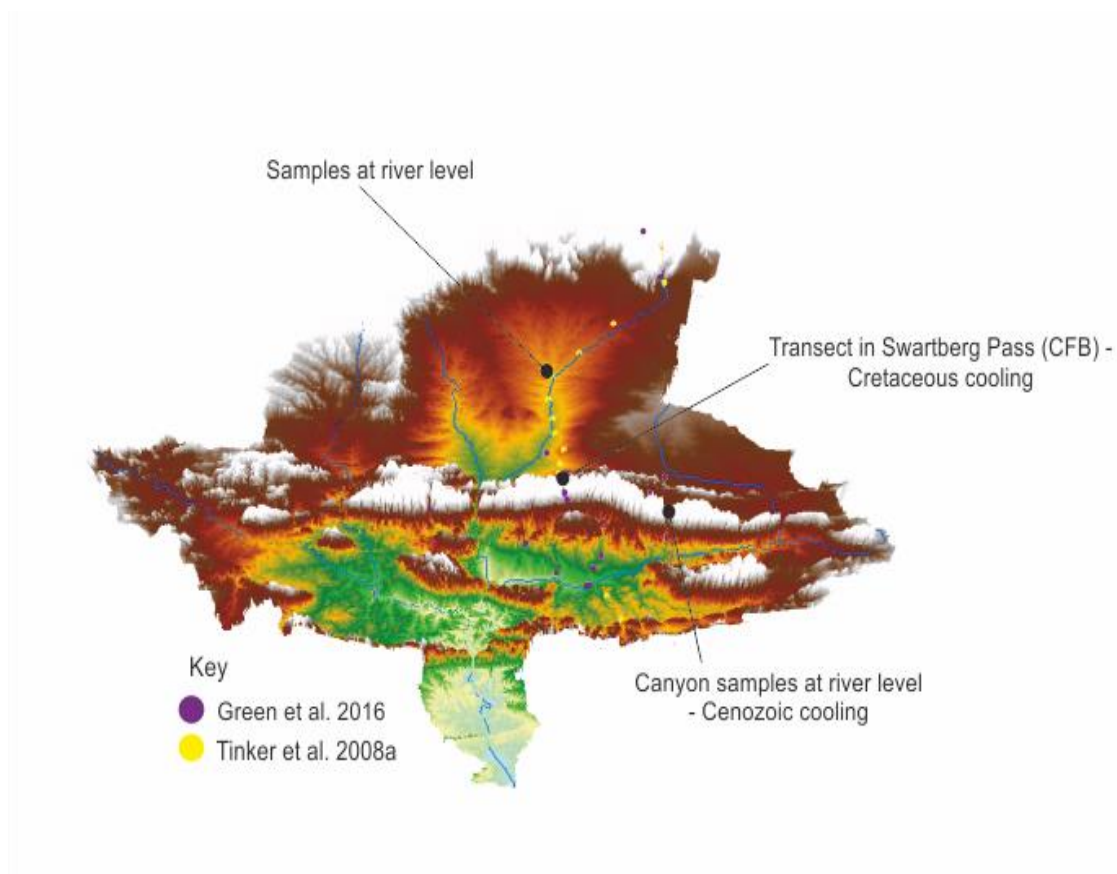 Samples at river level
Transect in Swartberg Pass (CFB) -
Cretaceous cooling
Canyon samples at river level
- Cenozoic cooling
Key
Green et al. 2016
Tinker et al. 2008a